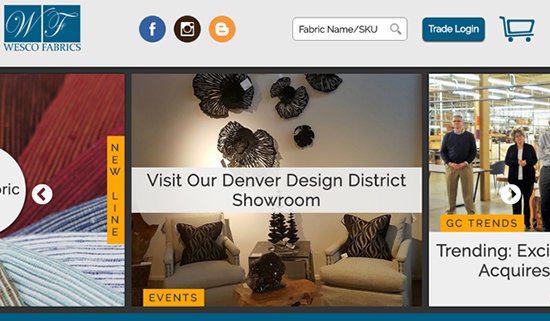 WF
WESCO FABRICS
Fabric Name/SKU
Trade Login
ric
NEW LINE
Visit Our Denver Design District
Showroom
EVENTS
GC TRENDS
Trending: Exci
Acquires